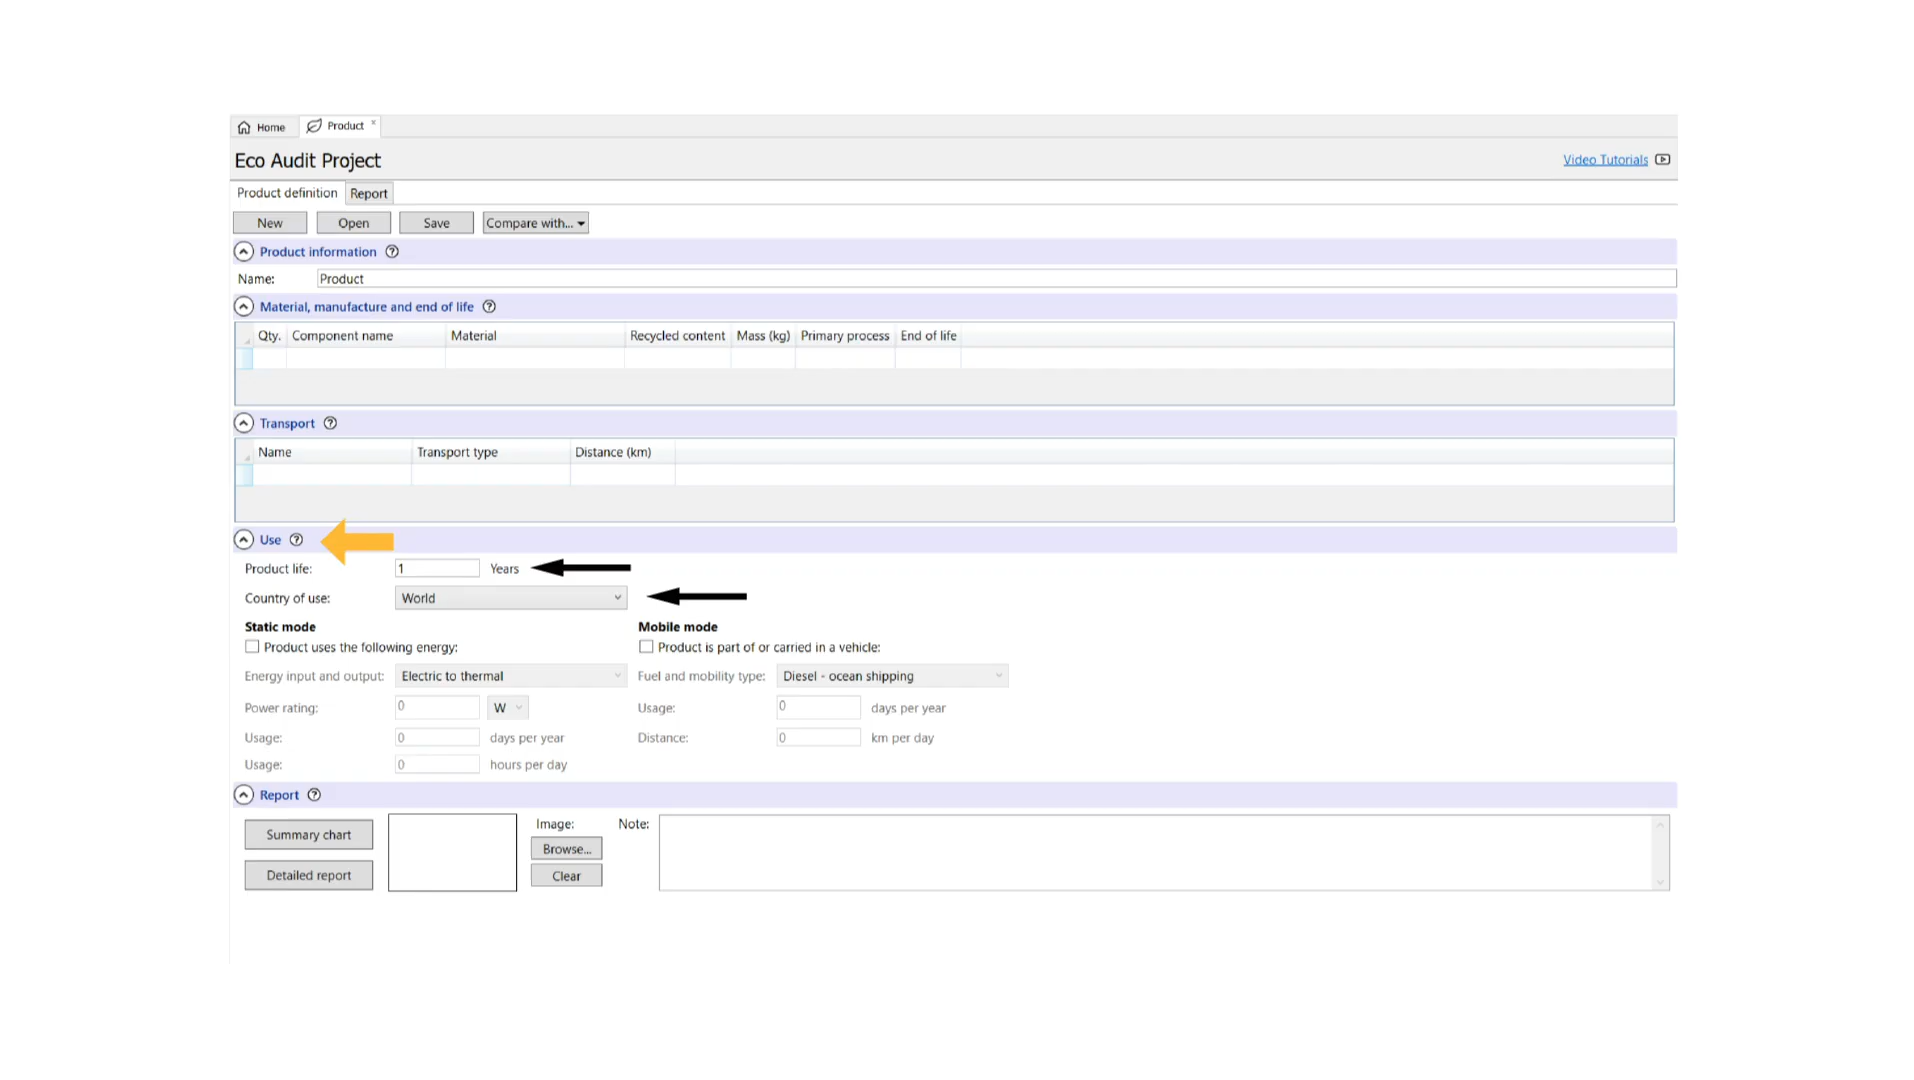 Home Product ×
Eco Audit Project Video Tutorials
Product definition Report
New Open Save Compare with...
Product information ?
Name: Product
Material, manufacture and end of life ?
Qty. Component name Material Recycled content Mass (kg) Primary process End of life
Transport ?
Name Transport type Distance (km)
Use ?
Product life: 1 Years
Country of use: World
Static mode Mobile mode
Product uses the following energy: Product is part of or carried in a vehicle:
Energy input and output: Electric to thermal Fuel and mobility type: Diesel - ocean shipping
Power rating: 0 W Usage: 0 days per year
Usage: 0 days per year Distance: 0 km per day
Usage: 0 hours per day
Report ?
Summary chart Image: Note:
Browse...
Detailed report Clear